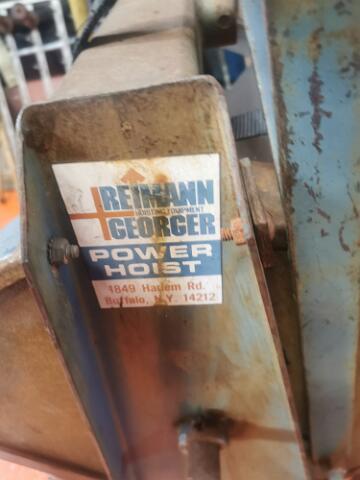 REIMANN
HOISTING EQUIPMENT
GEORGER
POWER
HOIST
1849 Harlem Rd.
Buffalo, N.Y. 14212